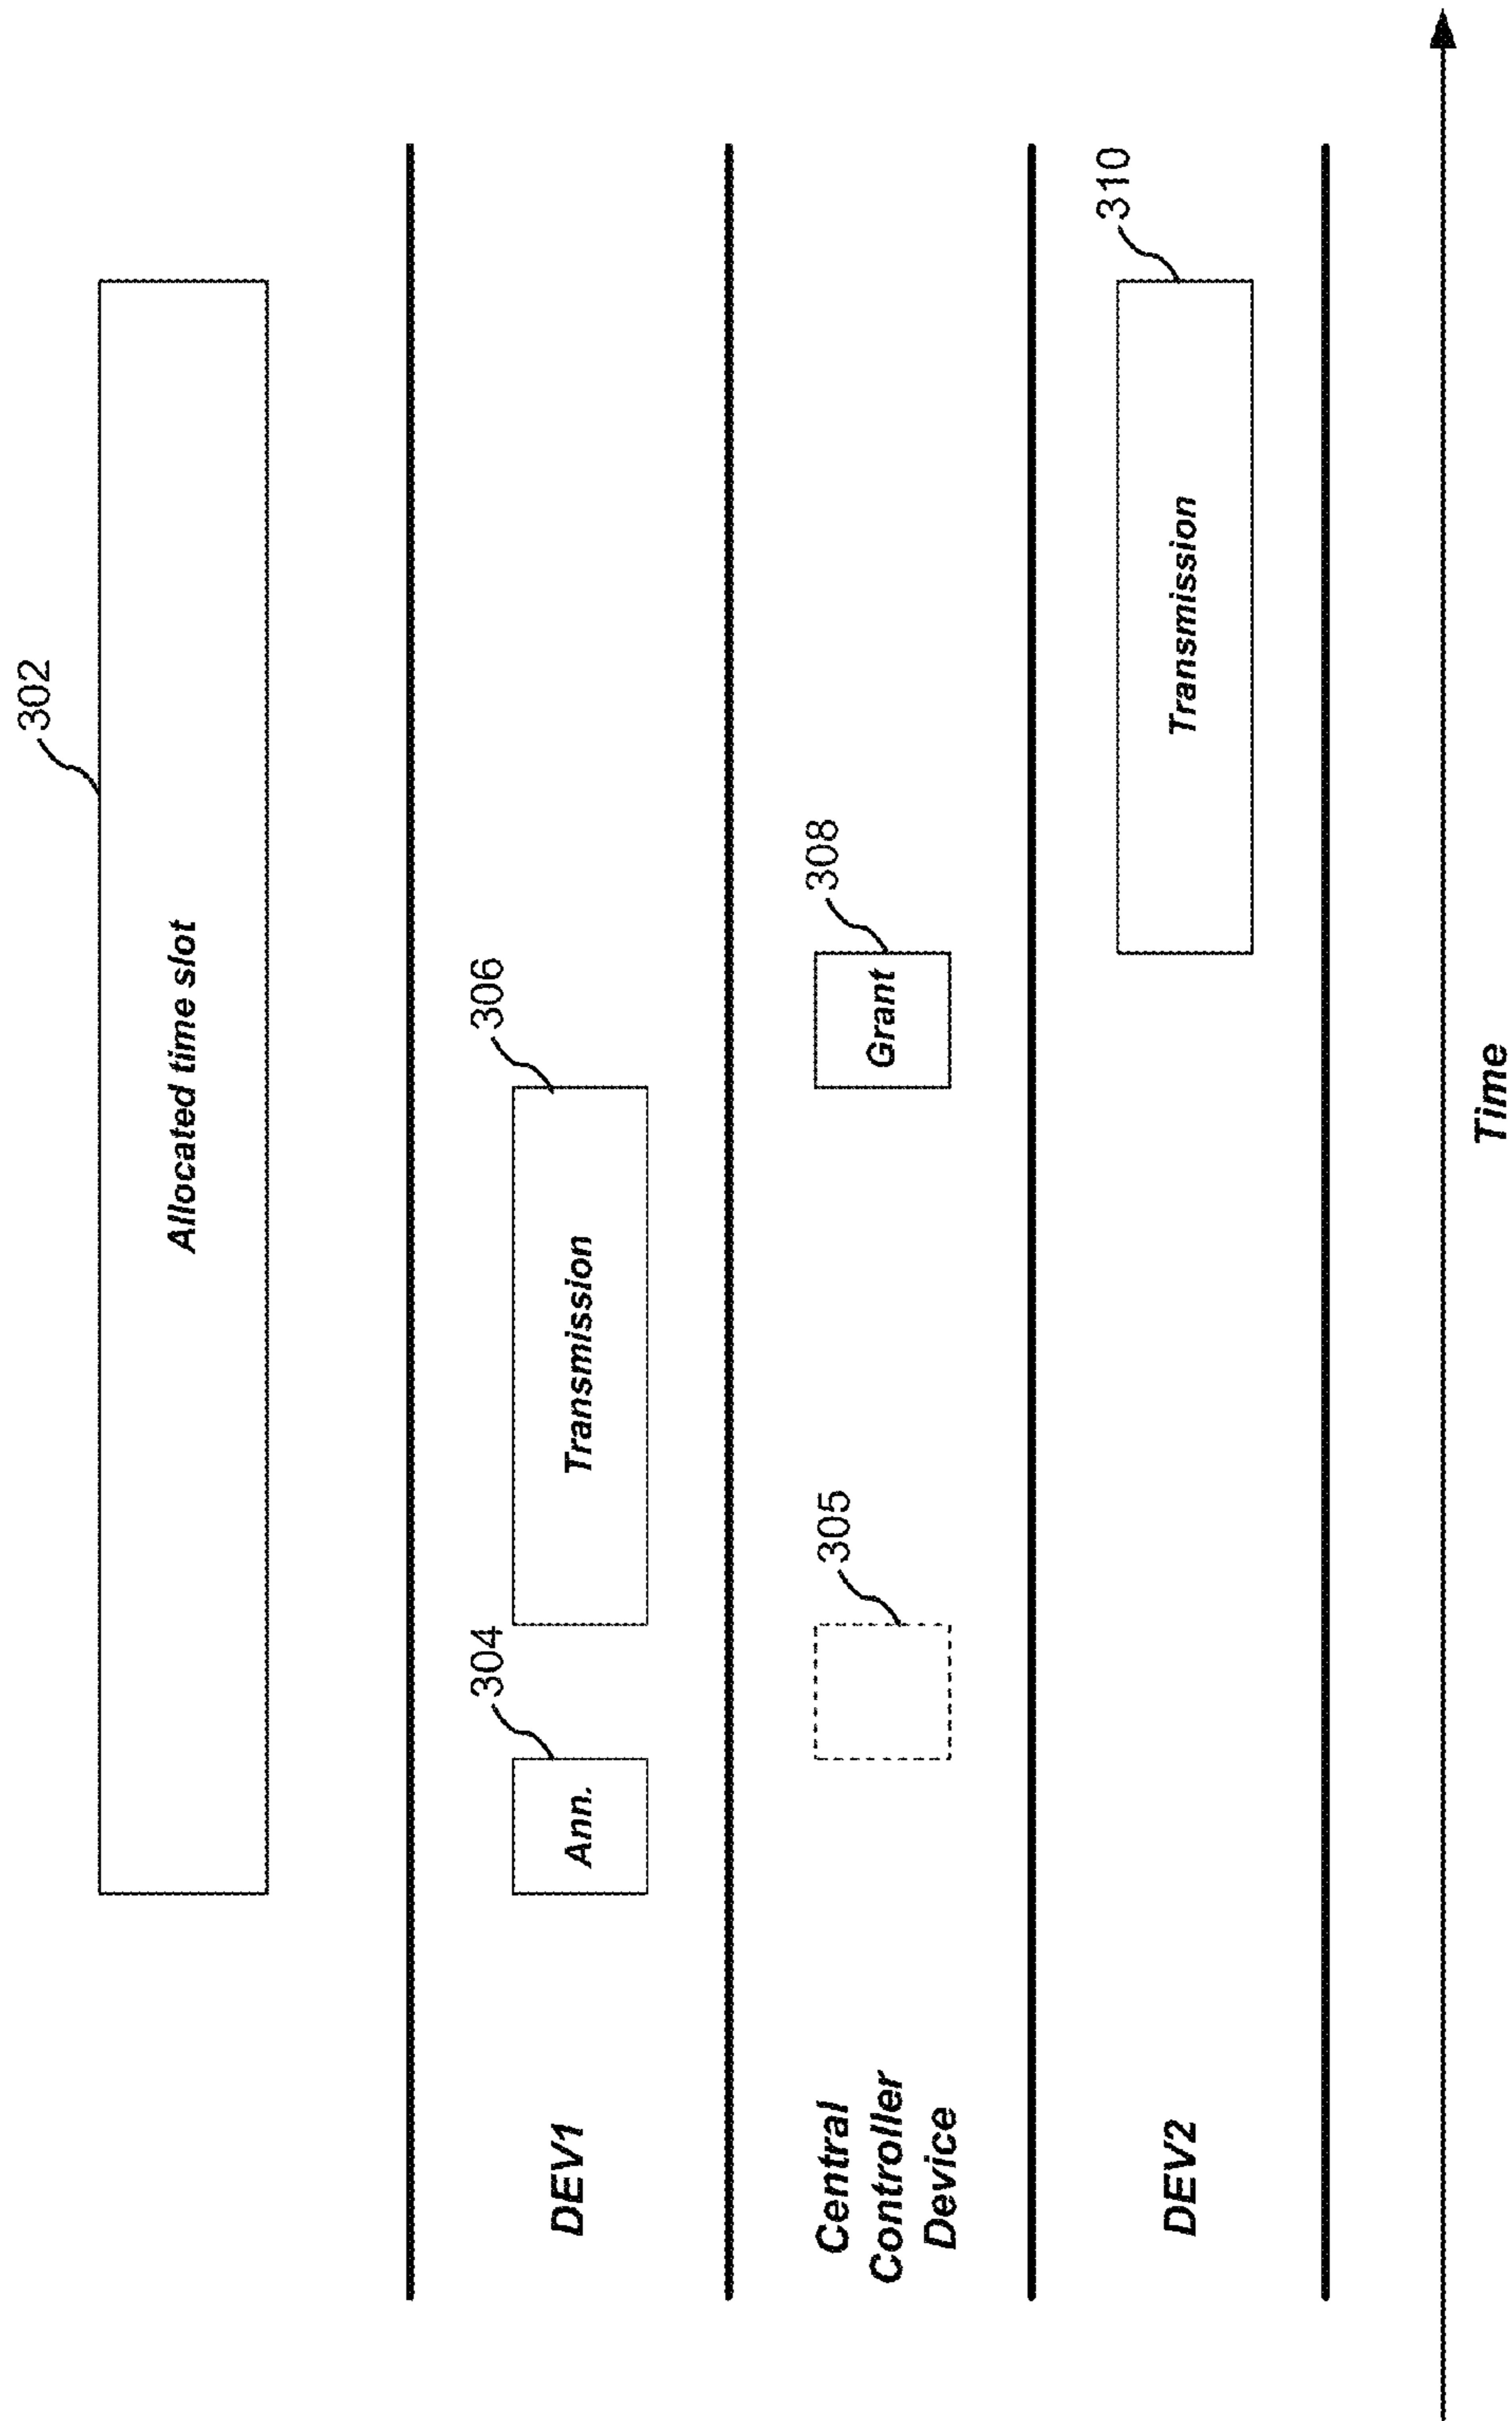 302
Allocated time slot
DEV1
304
Ann.
306
Transmission
Central
Controller
Device
305
308
Grant
DEV2
310
Transmission
Time